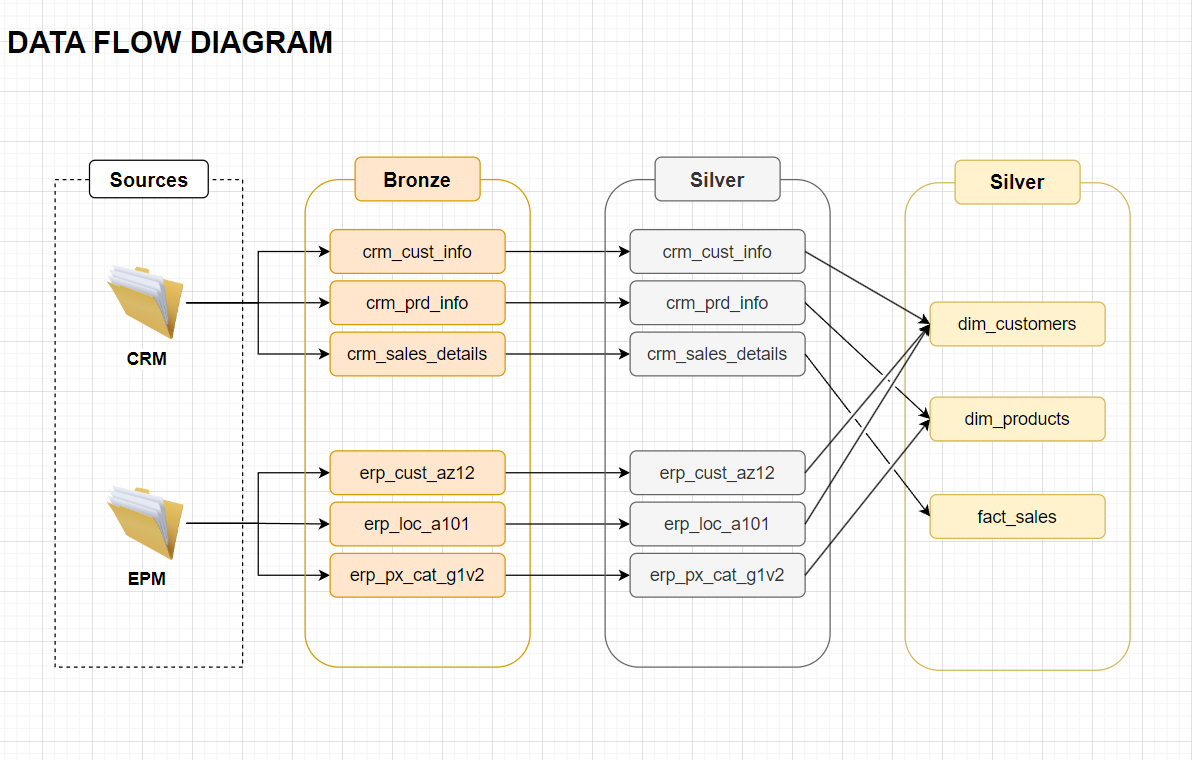 DATA FLOW DIAGRAM
Sources
CRM
EPM
Bronze
crm_cust_info
crm_prd_info
crm_sales_details
erp_cust_az12
erp_loc_a101
erp_px_cat_g1v2
Silver
crm_cust_info
crm_prd_info
crm_sales_details
erp_cust_az12
erp_loc_a101
erp_px_cat_g1v2
Silver
dim_customers
dim_products
fact_sales